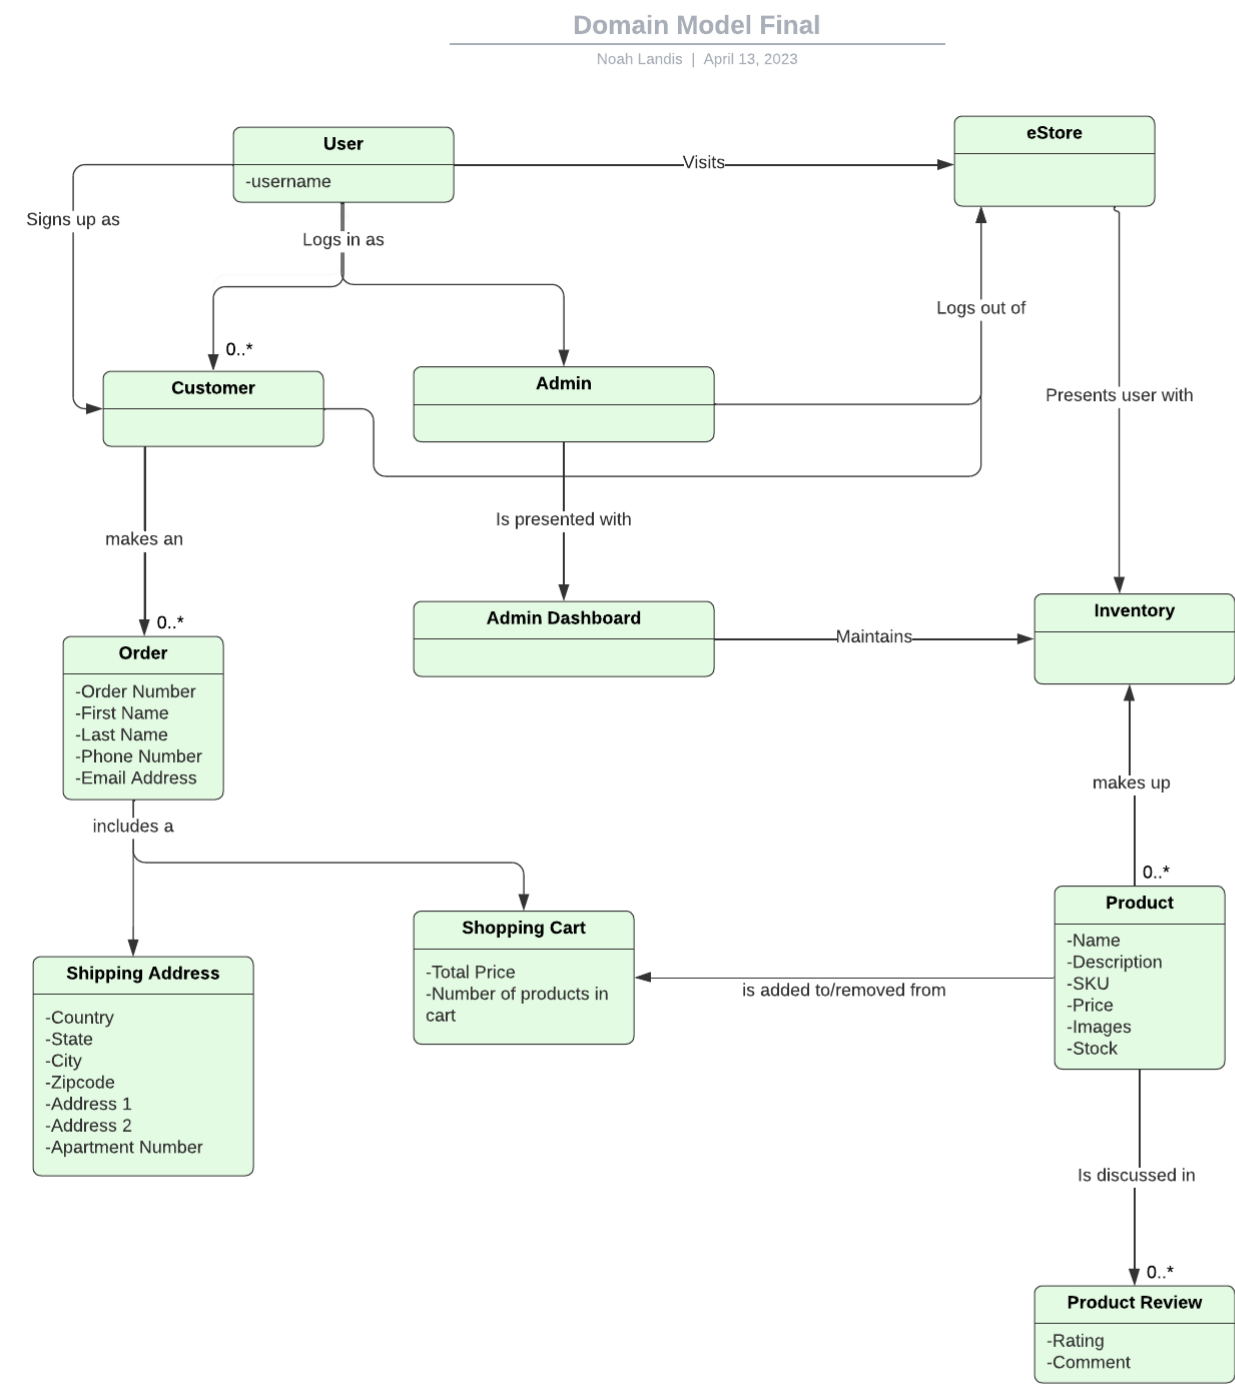 Domain Model Final
Noah Landis | April 13, 2023
User
-username
Visits
eStore
Signs up as
Logs in as
Logs out of
0..*
Customer
Admin
Presents user with
makes an
Is presented with
0..*
Admin Dashboard
Maintains
Inventory
Order
-Order Number
-First Name
-Last Name
-Phone Number
-Email Address
makes up
includes a
0..*
Shopping Cart
-Total Price
-Number of products in
cart
is added to/removed from
Product
-Name
-Description
-SKU
-Price
-Images
-Stock
Shipping Address
-Country
-State
-City
-Zipcode
-Address 1
-Address 2
-Apartment Number
Is discussed in
0..*
Product Review
-Rating
-Comment